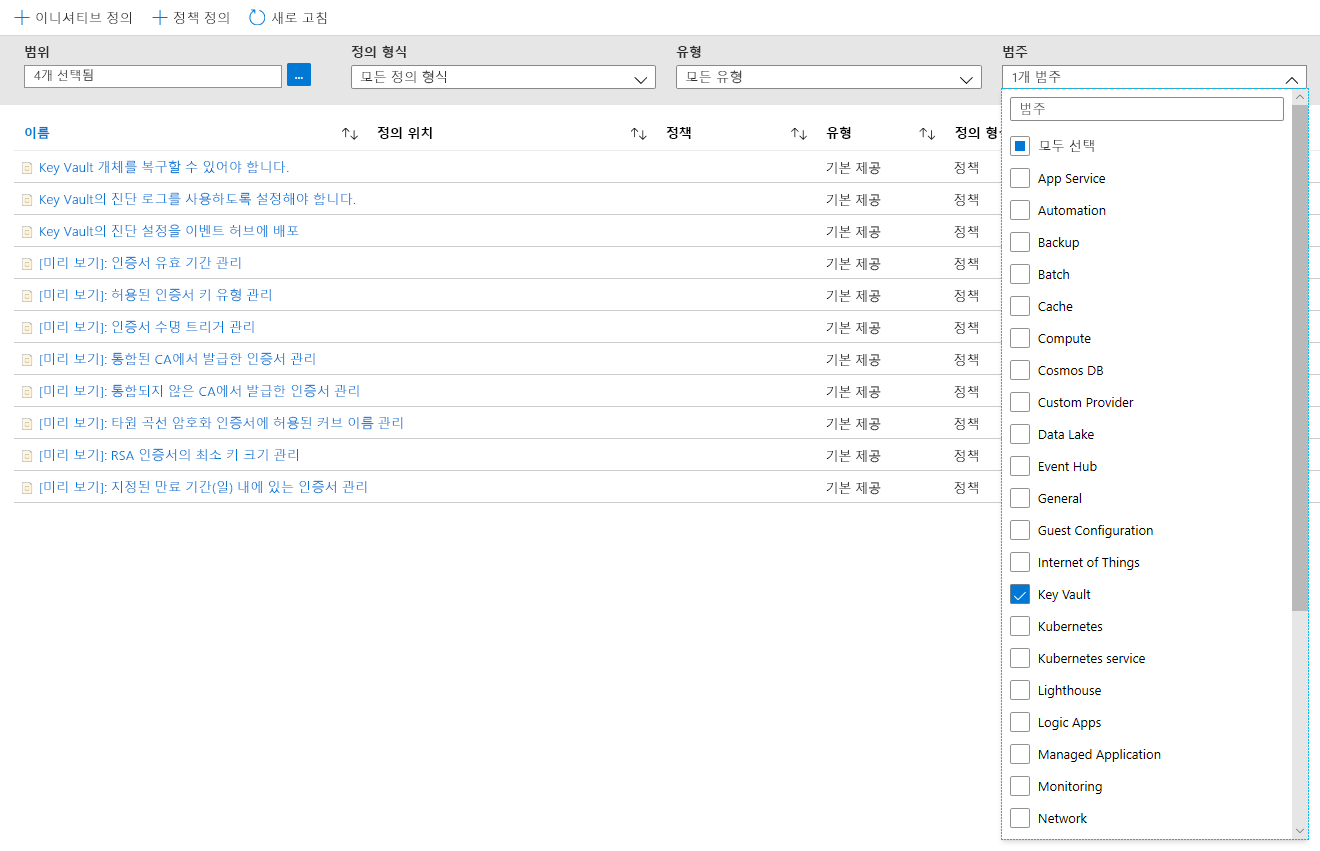 이니셔티브 정의 정책 정의 새로 고침
범위 정의 형식 유형 범주
4개 선택됨 ... 모든 정의 형식 모든 유형 1개 범주
범주
이름 정의 위치 정책 유형 정의 형
모두 선택
Key Vault 개체를 복구할 수 있어야 합니다. 기본 제공 정책
App Service
Key Vault의 진단 로그를 사용하도록 설정해야 합니다. 기본 제공 정책
Automation
Key Vault의 진단 설정을 이벤트 허브에 배포 기본 제공 정책
Backup
[미리 보기]: 인증서 유효 기간 관리 기본 제공 정책
Batch
[미리 보기]: 허용된 인증서 키 유형 관리 기본 제공 정책
Cache
[미리 보기]: 인증서 수명 트리거 관리 기본 제공 정책
Compute
[미리 보기]: 통합된 CA에서 발급한 인증서 관리 기본 제공 정책
Cosmos DB
[미리 보기]: 통합되지 않은 CA에서 발급한 인증서 관리 기본 제공 정책
Custom Provider
[미리 보기]: 타원 곡선 암호화 인증서에 허용된 커브 이름 관리 기본 제공 정책
Data Lake
[미리 보기]: RSA 인증서의 최소 키 크기 관리 기본 제공 정책
Event Hub
[미리 보기]: 지정된 만료 기간(일) 내에 있는 인증서 관리 기본 제공 정책
General
Guest Configuration
Internet of Things
Key Vault
Kubernetes
Kubernetes service
Lighthouse
Logic Apps
Managed Application
Monitoring
Network